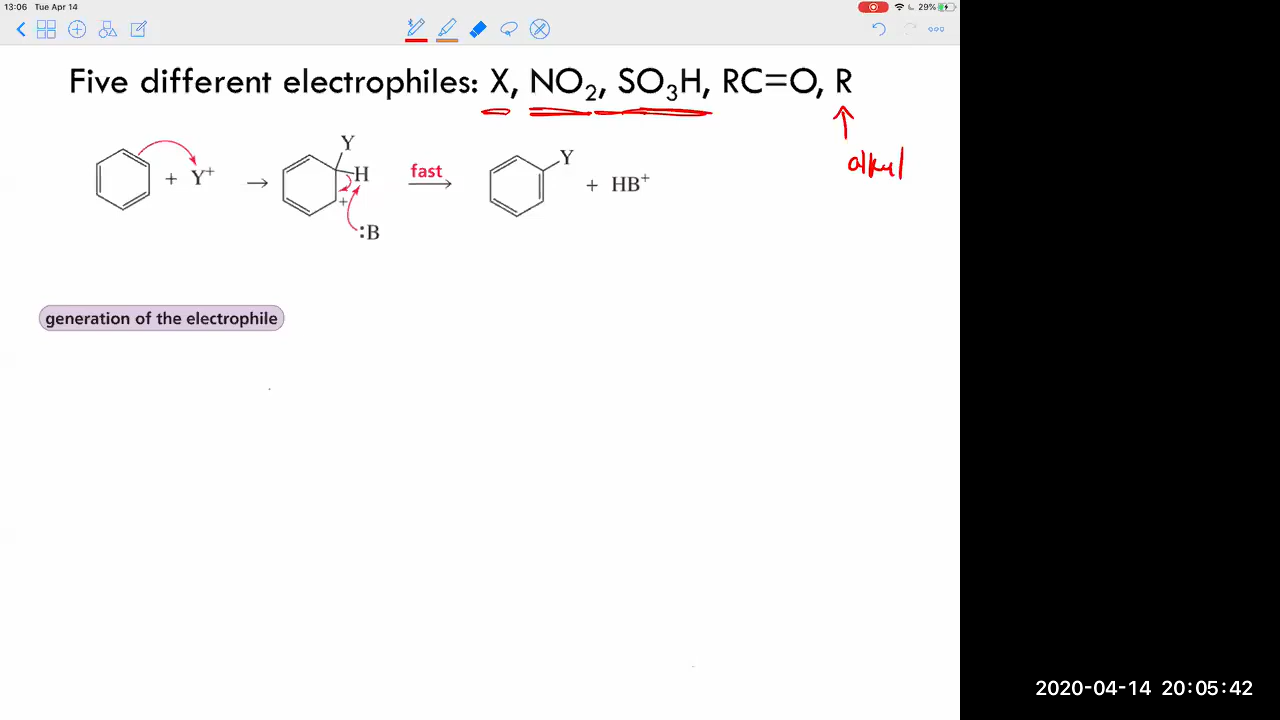 13:06 Tue Apr 14 29%
Five different electrophiles: X, NO2, SO3H, RC=O, R
alkyl
+ Y+ → Y H + :B fast Y + HB+
generation of the electrophile
2020-04-14 20:05:42